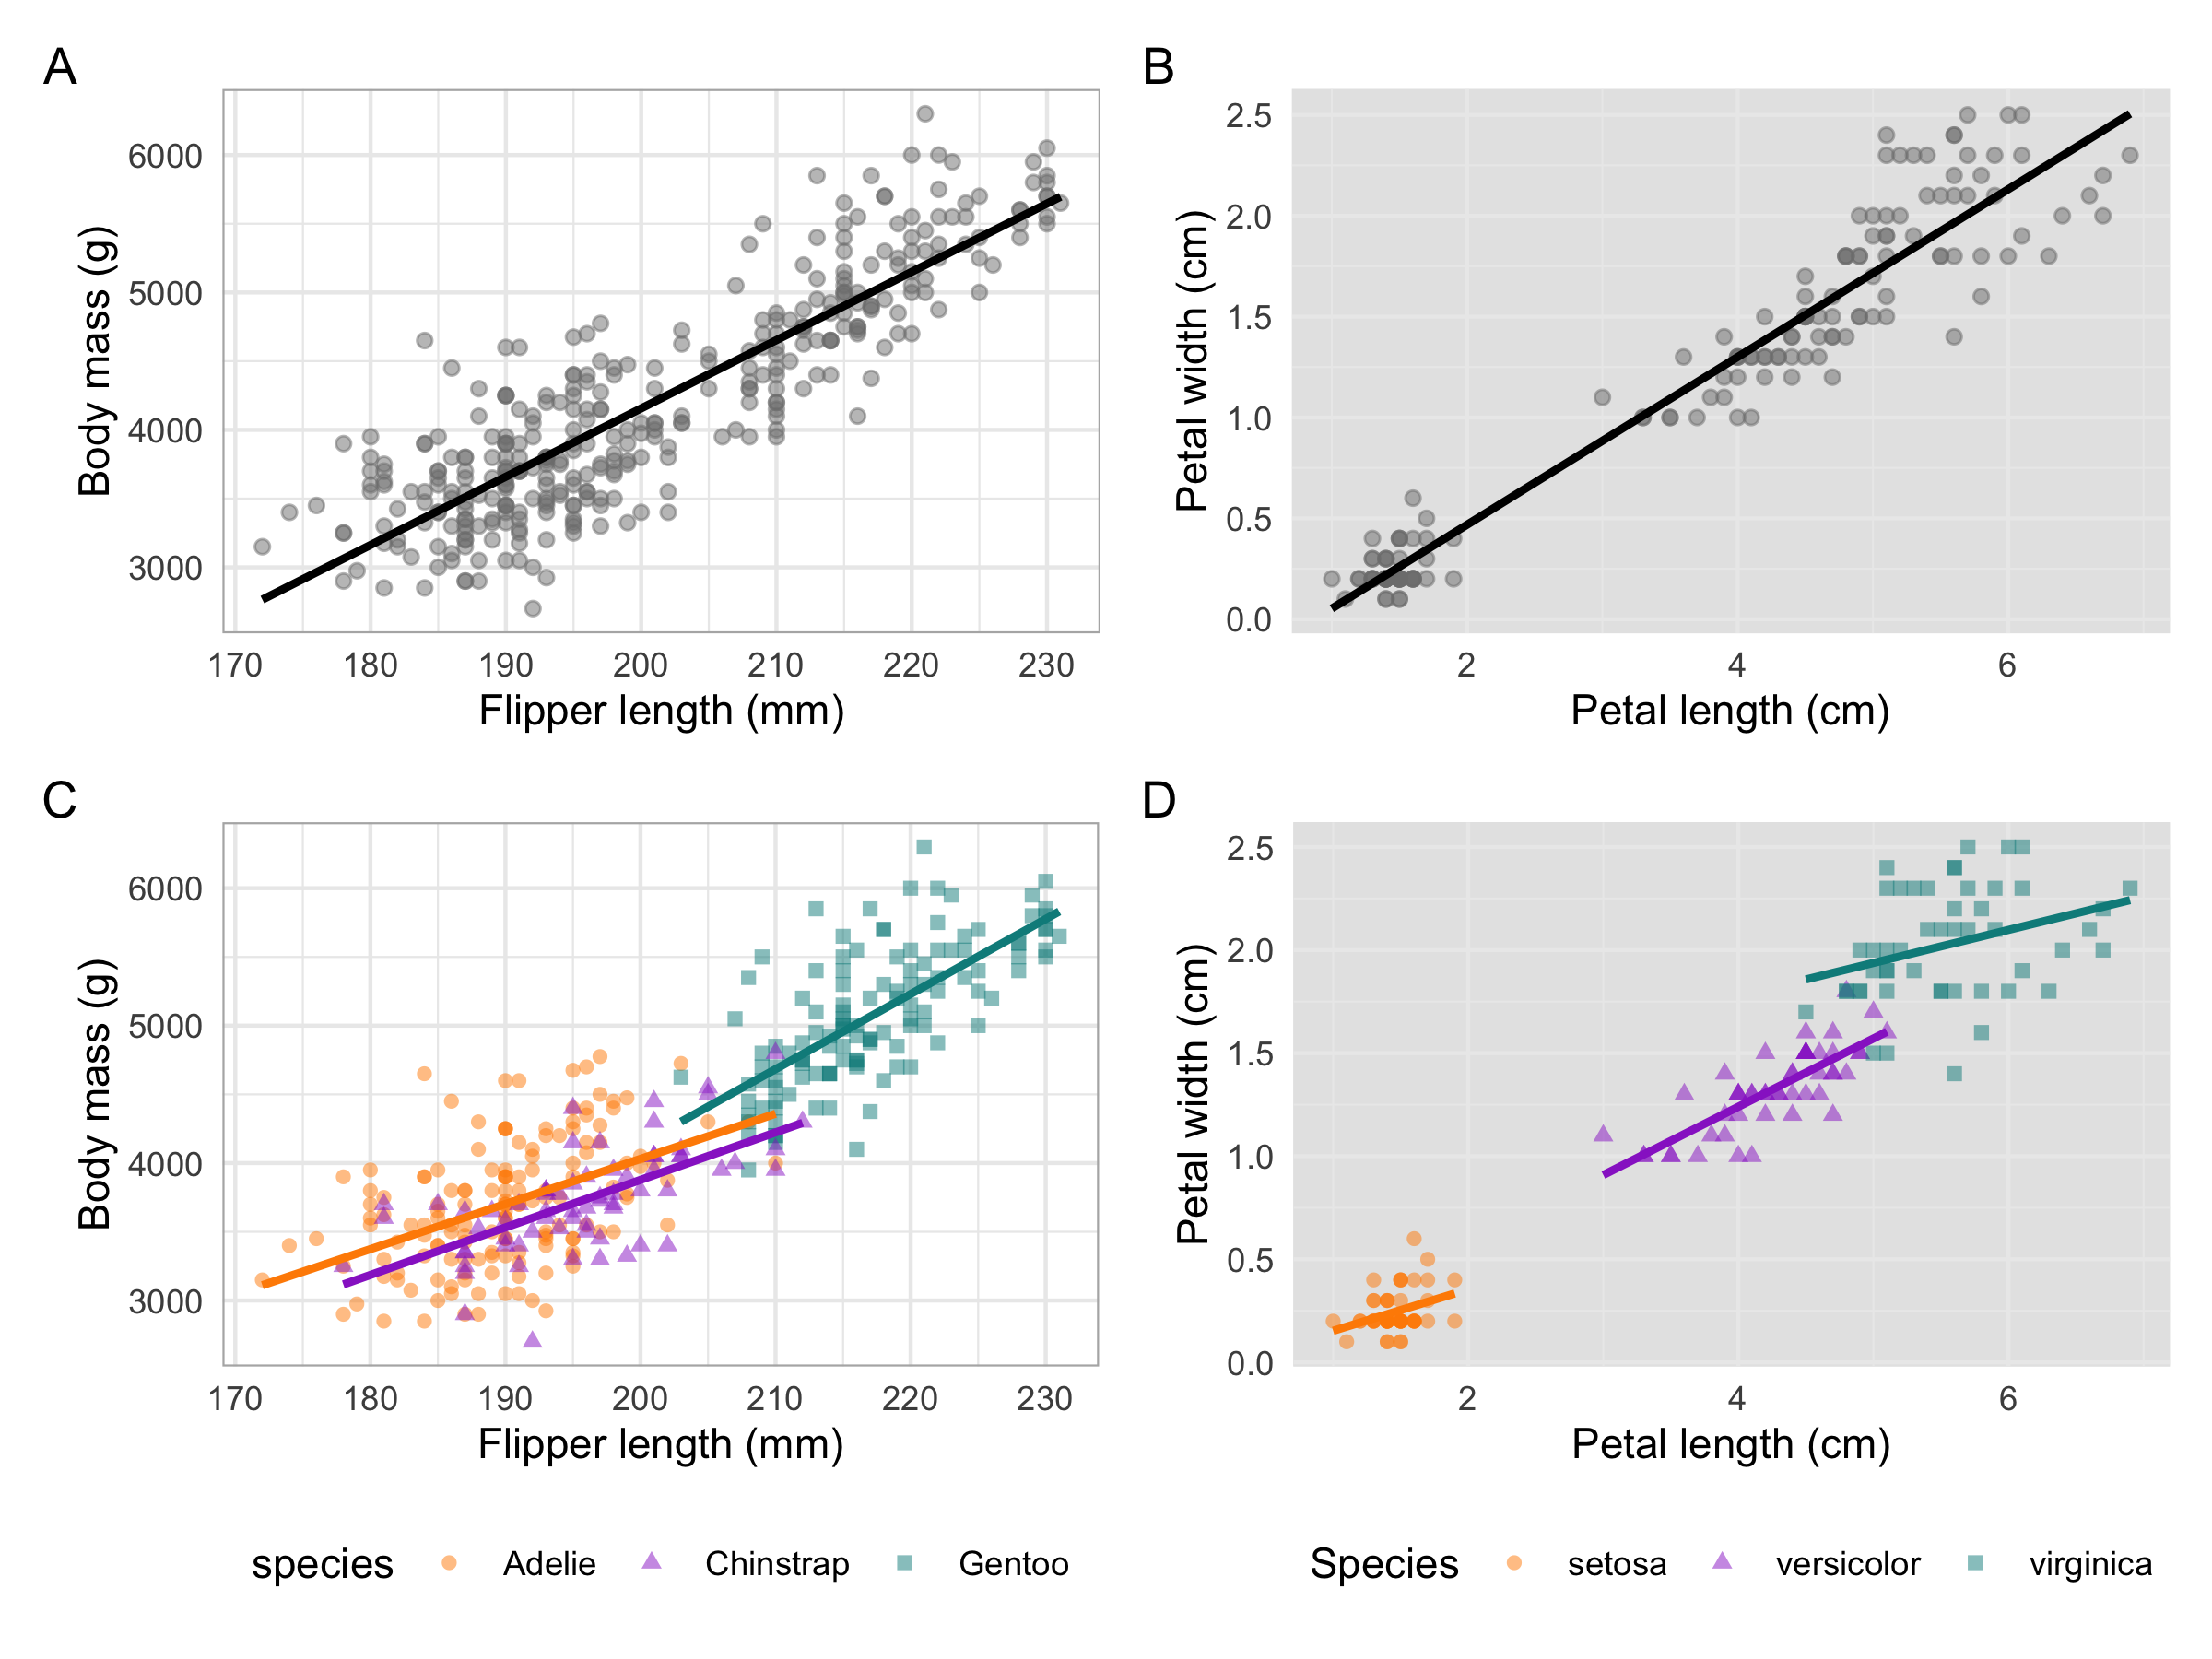 A
Body mass (g)
6000
5000
4000
3000
170 180 190 200 210 220 230
Flipper length (mm)
B
Petal width (cm)
2.5
2.0
1.5
1.0
0.5
0.0
2 4 6
Petal length (cm)
C
Body mass (g)
6000
5000
4000
3000
170 180 190 200 210 220 230
Flipper length (mm)
species Adelie Chinstrap Gentoo
D
Petal width (cm)
2.5
2.0
1.5
1.0
0.5
0.0
2 4 6
Petal length (cm)
Species setosa versicolor virginica